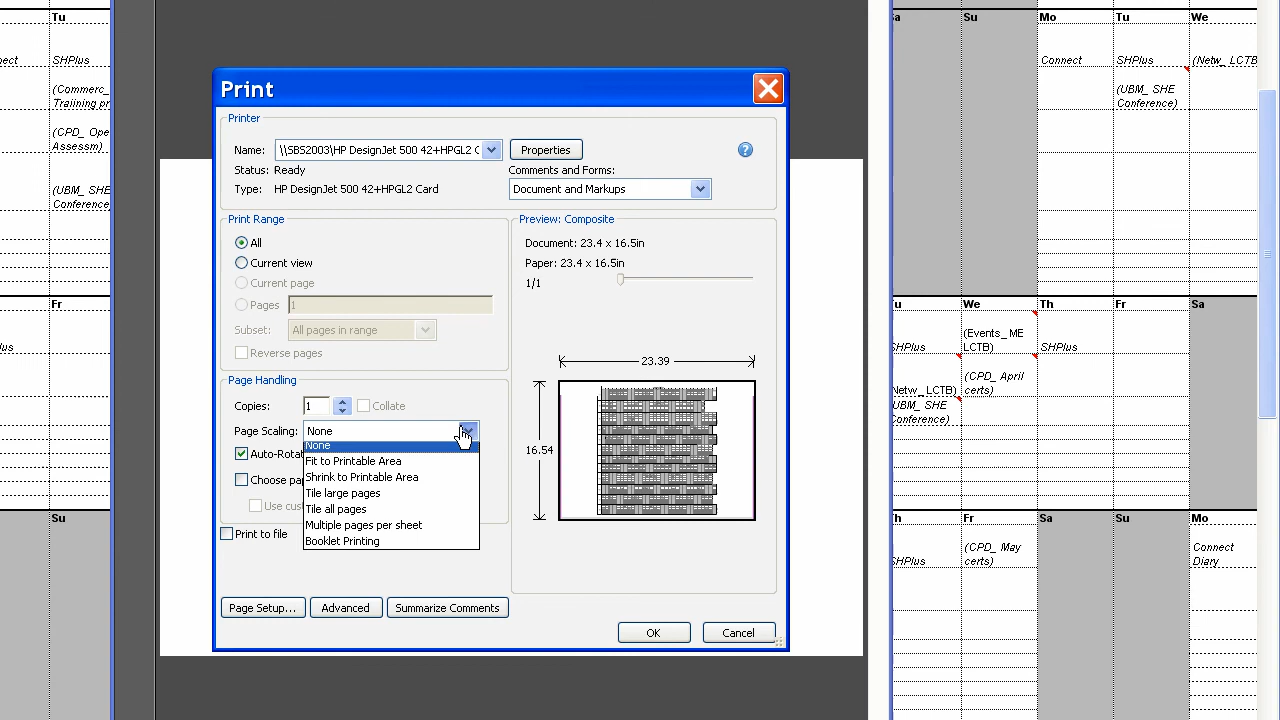 Tu
ect
SHPlus
(Commerc_
Training pr
(CPD_ Ope
Assessm)
(UBM_ SHE
Conference)
Fr
lus
Su
Print
Printer
Name: \\SBS2003\HP DesignJet 500 42+HPGL2 C Properties
Status: Ready Comments and Forms:
Type: HP DesignJet 500 42+HPGL2 Card Document and Markups
Print Range
All
Current view
Current page
Pages 1
Subset: All pages in range
Reverse pages
Page Handling
Copies: 1 Collate
Page Scaling: None
None
Auto-Rota
Fit to Printable Area
Shrink to Printable Area
Choose pap
Tile large pages
Use cus
Tile all pages
Multiple pages per sheet
Booklet Printing
Print to file
Preview: Composite
Document: 23.4 x 16.5in
Paper: 23.4 x 16.5in
1/1
23.39
16.54
Page Setup... Advanced Summarize Comments
OK Cancel
Sa Su Mo Tu We
Connect SHPlus (Netw_ LCTB
(UBM_ SHE
Conference)
Tu We Th Fr Sa
(Events_ ME
LCTB)
SHPlus SHPlus
(CPD_ April
certs)
Netw_ LCTB)
UBM_ SHE
Conference)
Th Fr Sa Su Mo
SHPlus
(CPD_ May
certs)
Connect
Diary